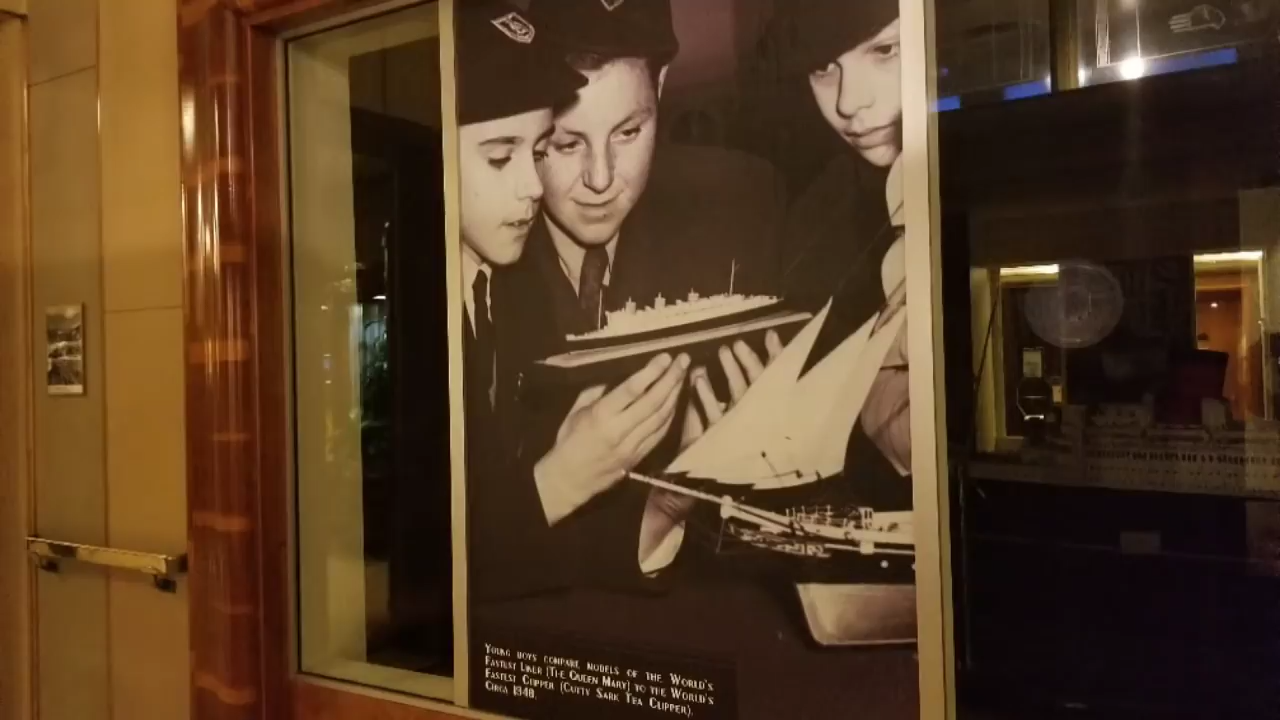 Young boys compare models of the World's
Fastest Liner (The Queen Mary) to the World's
Fastest Clipper (Cutty Sark Tea Clipper).
Circa 1940.